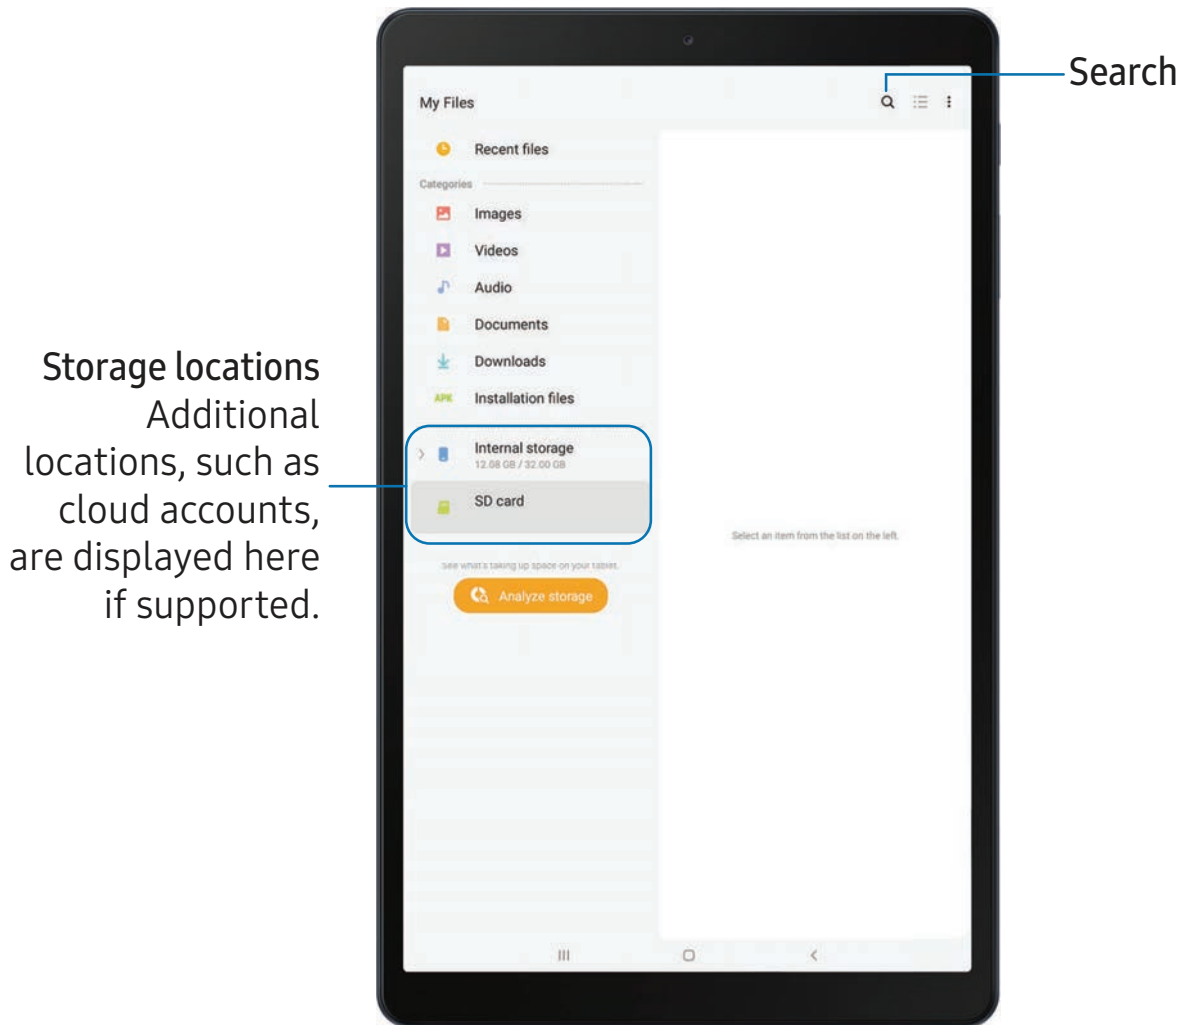 Search
My Files
Recent files
Categories
Images
Videos
Audio
Documents
Downloads
APK Installation files
Storage locations
Additional
locations, such as
cloud accounts,
are displayed here
if supported.
Internal storage
12.08 GB / 32.00 GB
SD card
Select an item from the list on the left.
See what's taking up space on your tablet.
Analyze storage